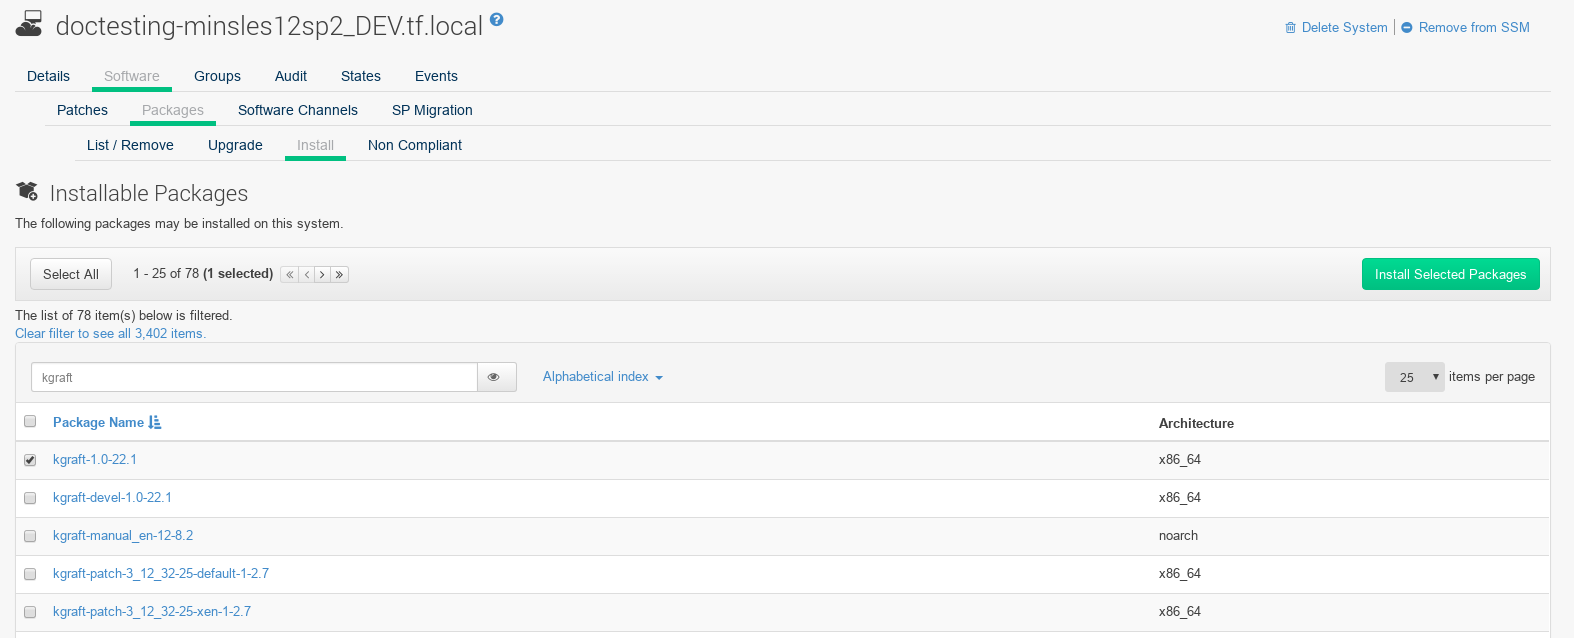 doctesting-minsles12sp2_DEV.tf.local ?
Delete System | Remove from SSM
Details Software Groups Audit States Events
Patches Packages Software Channels SP Migration
List / Remove Upgrade Install Non Compliant
Installable Packages
The following packages may be installed on this system.
Select All 1 - 25 of 78 (1 selected) « ‹ › » Install Selected Packages
The list of 78 item(s) below is filtered.
Clear filter to see all 3,402 items.
kgraft Alphabetical index 25 items per page
Package Name Architecture
kgraft-1.0-22.1 x86_64
kgraft-devel-1.0-22.1 x86_64
kgraft-manual_en-12-8.2 noarch
kgraft-patch-3_12_32-25-default-1-2.7 x86_64
kgraft-patch-3_12_32-25-xen-1-2.7 x86_64